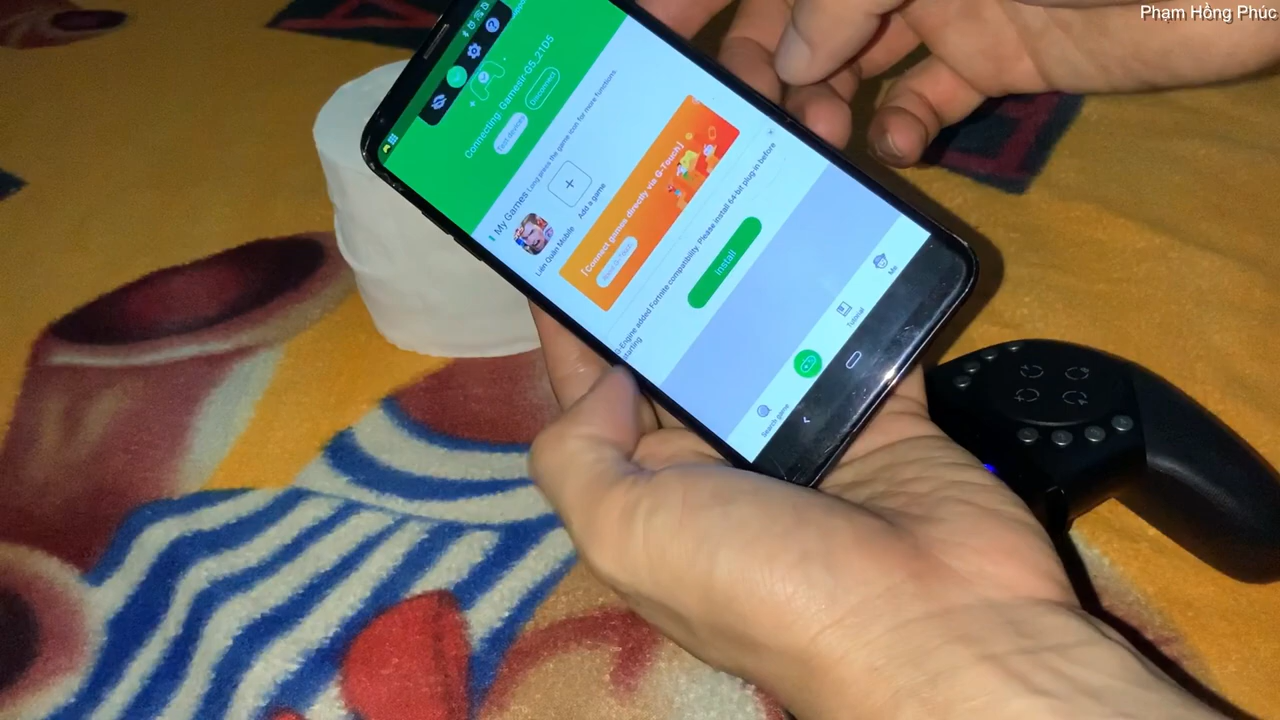 Phạm Hồng Phúc
Connecting: Gamesir-G5_21D5
Test devices
Disconnect
My Games
Long press the game icon for more functions.
Liên Quân Mobile
Add a game
「Connect games directly via G-Touch」
G-Engine added Fortnite compatibility. Please install 64-bit plug-in before
starting
Install
Search game
Tutorial
Me